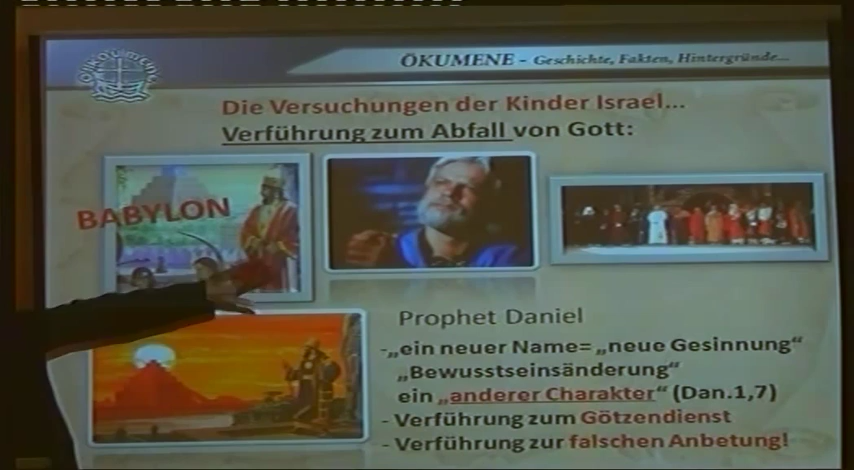 ÖKUMENE - Geschichte, Fakten, Hintergründe...
Die Versuchungen der Kinder Israel...
Verführung zum Abfall von Gott:
BABYLON
Prophet Daniel
-„ein neuer Name= „neue Gesinnung“
„Bewusstseinsänderung“
ein „anderer Charakter“ (Dan.1,7)
- Verführung zum Götzendienst
- Verführung zur falschen Anbetung!